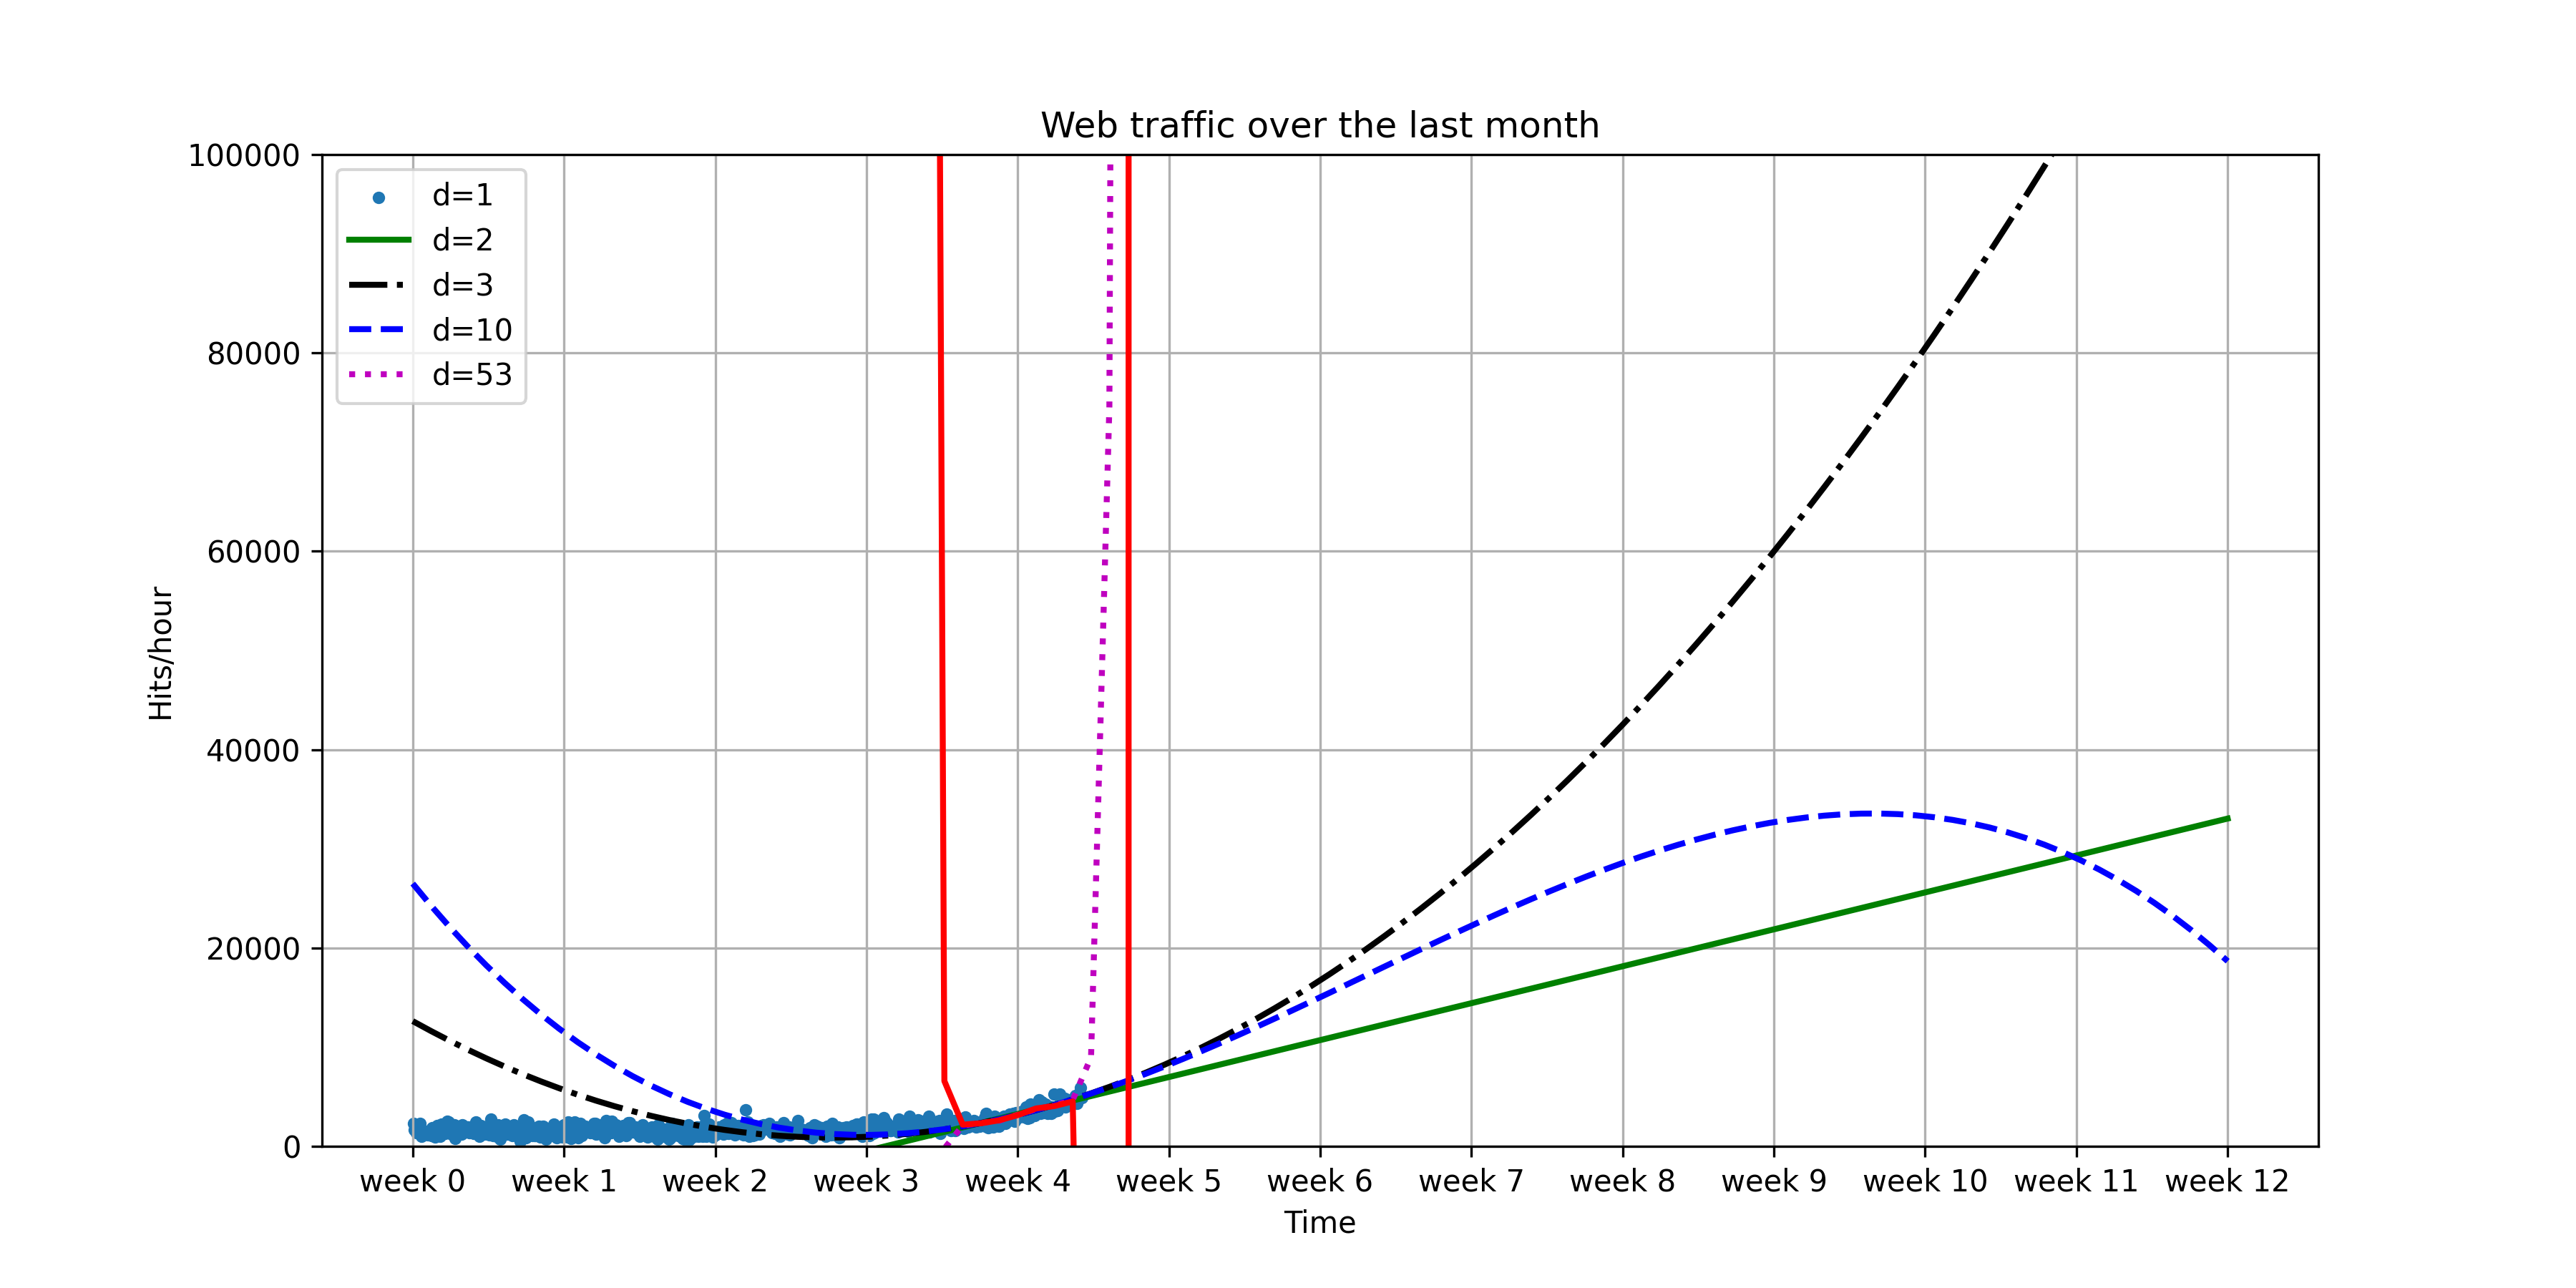 Web traffic over the last month
100000
80000
60000
40000
20000
0
Hits/hour
d=1
d=2
d=3
d=10
d=53
week 0 week 1 week 2 week 3 week 4 week 5 week 6 week 7 week 8 week 9 week 10 week 11 week 12
Time